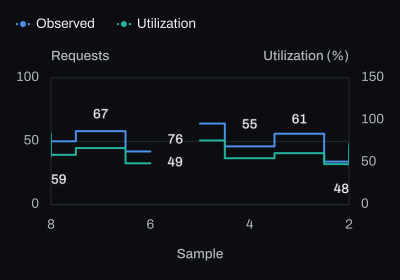 Observed Utilization
Requests Utilization (%)
100 150
67
55 61 100
50 76
49 50
59 48
0 0
8 6 4 2
Sample